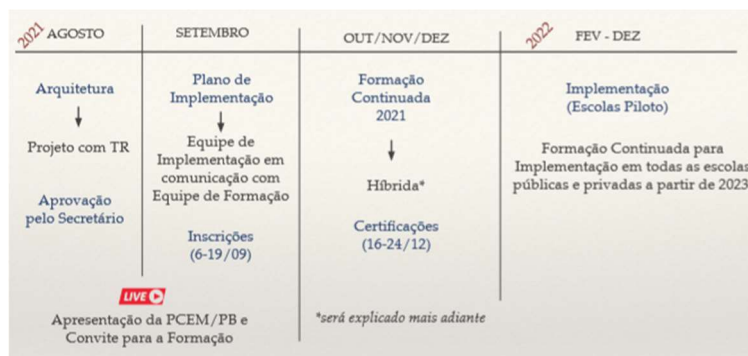 2021
AGOSTO
Arquitetura
Projeto com TR
Aprovação
pelo Secretário
SETEMBRO
Plano de
Implementação
Equipe de
Implementação em
comunicação com
Equipe de Formação
Inscrições
(6-19/09)
LIVE
Apresentação da PCEM/PB e
Convite para a Formação
OUT/NOV/DEZ
Formação
Continuada
2021
Híbrida*
Certificações
(16-24/12)
*será explicado mais adiante
2022
FEV - DEZ
Implementação
(Escolas Piloto)
Formação Continuada para
Implementação em todas as escolas
públicas e privadas a partir de 2023